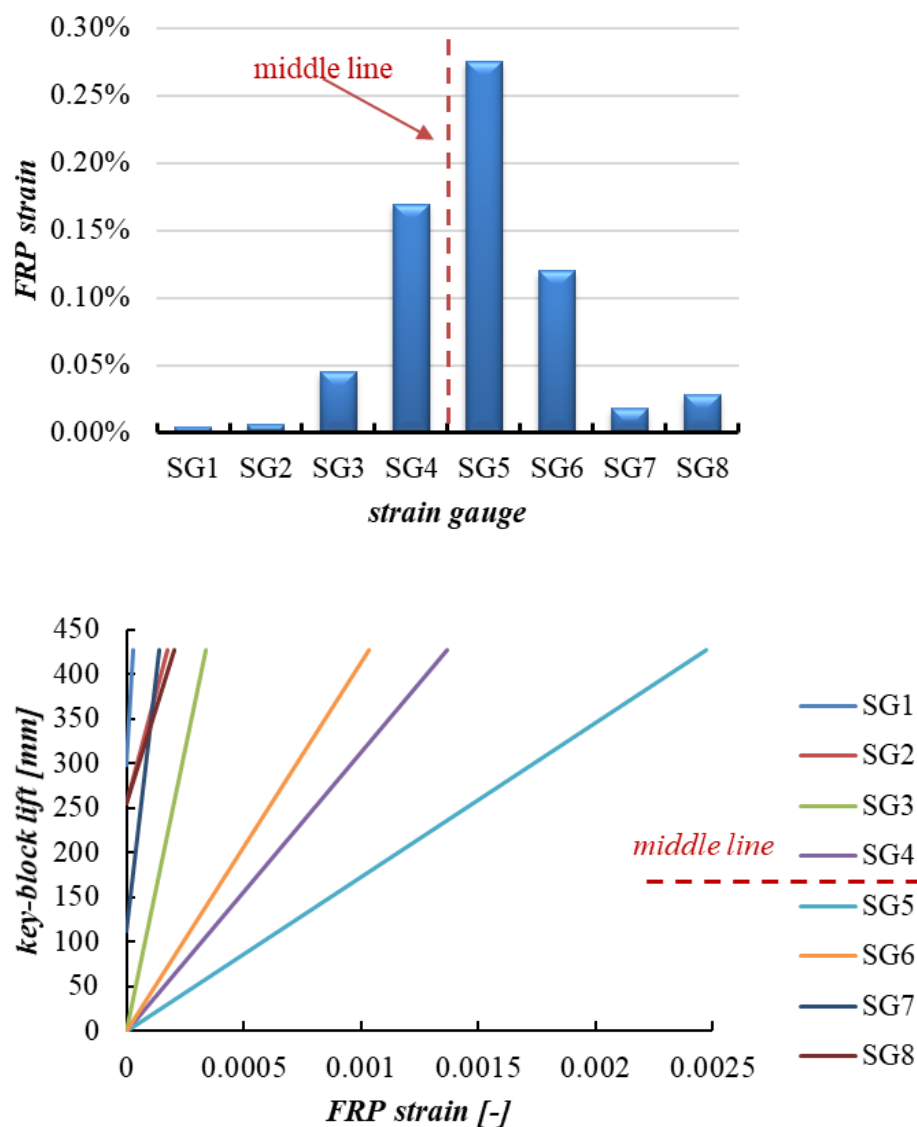 0.30%
middle line
0.25%
0.20%
0.15%
0.10%
0.05%
0.00%
FRP strain
SG1 SG2 SG3 SG4 SG5 SG6 SG7 SG8
strain gauge
450
400
350
300
250
200
150
100
50
0
key-block lift [mm]
0 0.0005 0.001 0.0015 0.002 0.0025
FRP strain [-]
SG1
SG2
SG3
middle line
SG4
SG5
SG6
SG7
SG8